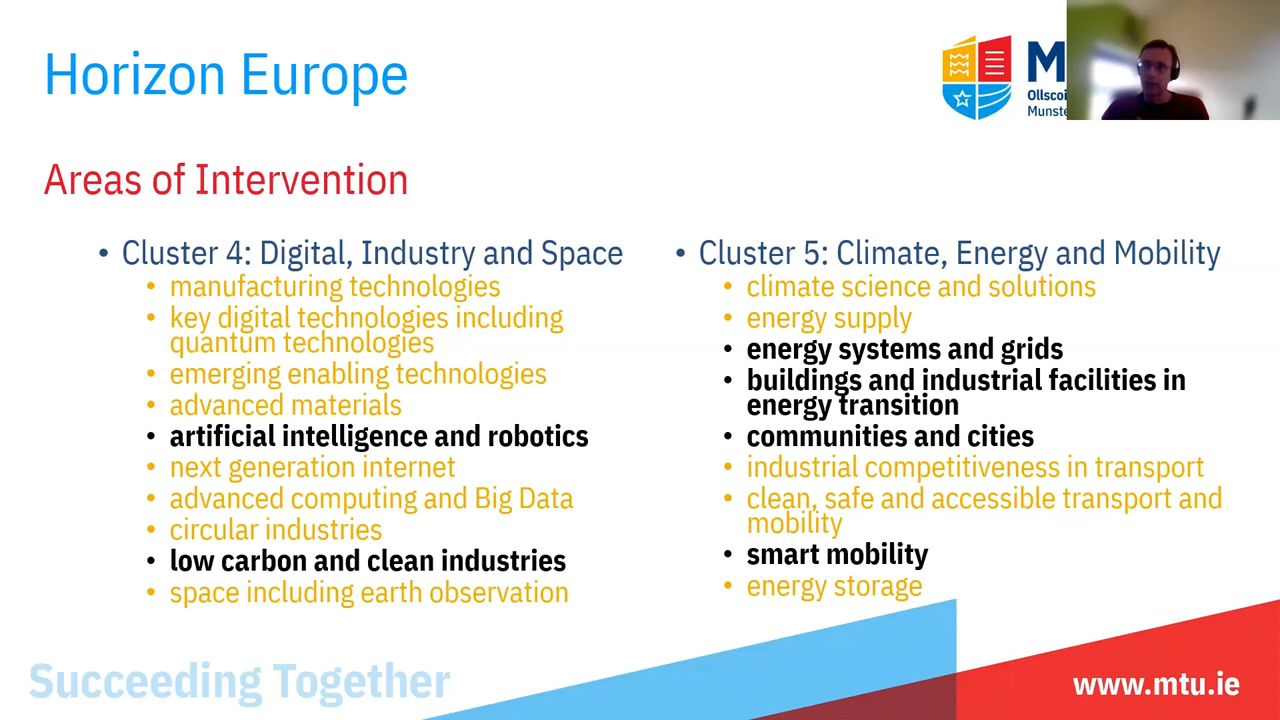 Horizon Europe
M
Ollscoi
Munste
Areas of Intervention
• Cluster 4: Digital, Industry and Space
• manufacturing technologies
• key digital technologies including
quantum technologies
• emerging enabling technologies
• advanced materials
• artificial intelligence and robotics
• next generation internet
• advanced computing and Big Data
• circular industries
• low carbon and clean industries
• space including earth observation
• Cluster 5: Climate, Energy and Mobility
• climate science and solutions
• energy supply
• energy systems and grids
• buildings and industrial facilities in
energy transition
• communities and cities
• industrial competitiveness in transport
• clean, safe and accessible transport and
mobility
• smart mobility
• energy storage
Succeeding Together
www.mtu.ie